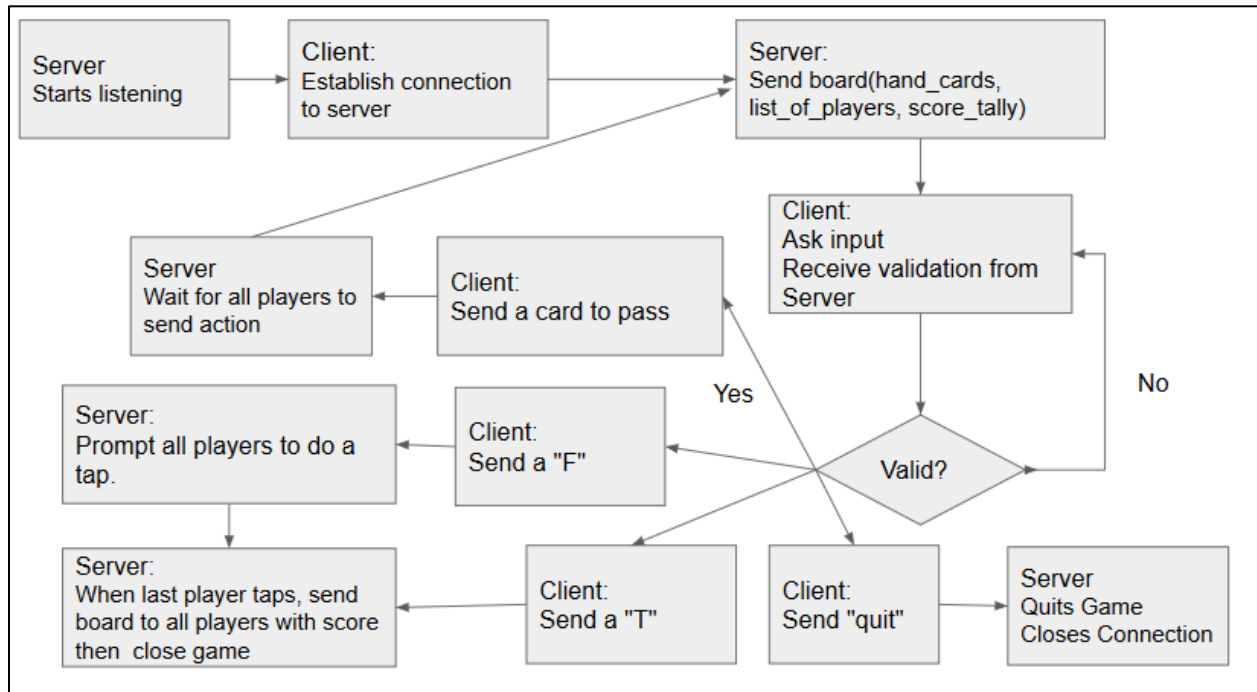 Server
Starts listening
Client:
Establish connection
to server
Server:
Send board(hand_cards,
list_of_players, score_tally)
Client:
Ask input
Receive validation from
Server
Server
Wait for all players to
send action
Client:
Send a card to pass
Yes
No
Server:
Prompt all players to do a
tap.
Client:
Send a "F"
Valid?
Server:
When last player taps, send
board to all players with score
then  close game
Client:
Send a "T"
Client:
Send "quit"
Server
Quits Game
Closes Connection